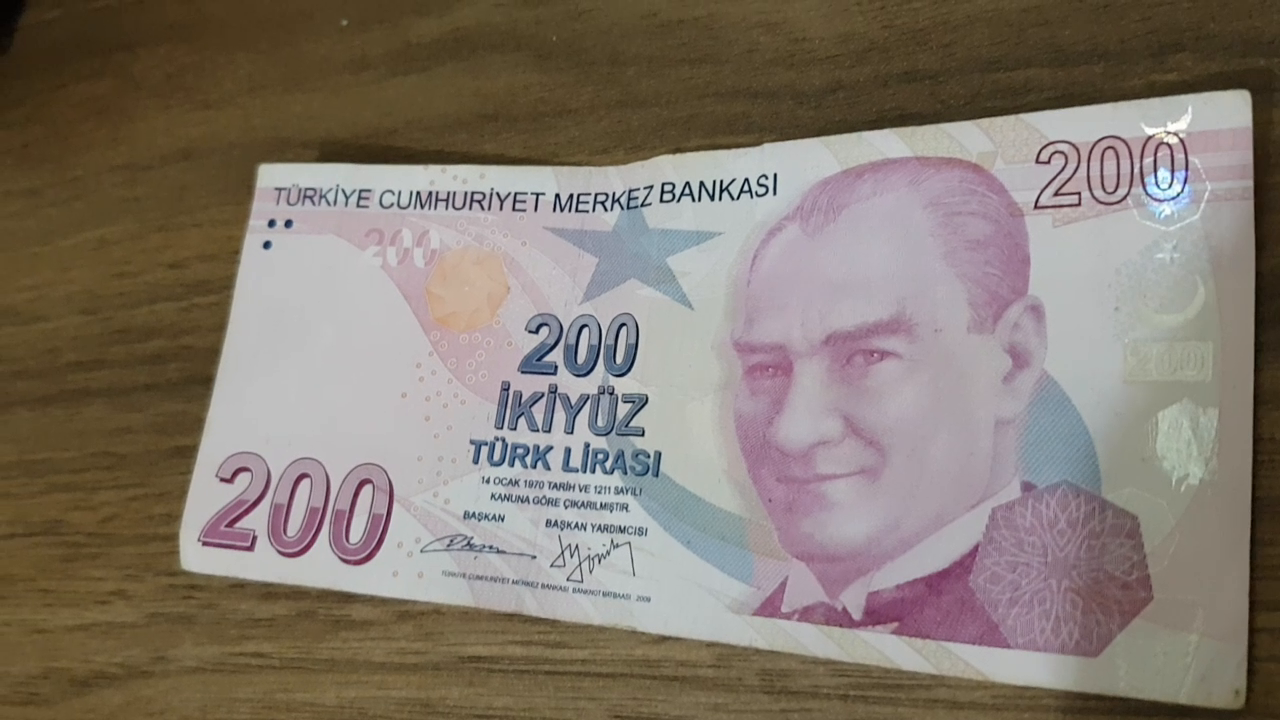 TÜRKİYE CUMHURİYET MERKEZ BANKASI
200
200
200
200
İKİYÜZ
TÜRK LİRASI
14 OCAK 1970 TARİH VE 1211 SAYILI
KANUNA GÖRE ÇIKARILMIŞTIR.
BAŞKAN BAŞKAN YARDIMCISI
200
TÜRKİYE CUMHURİYET MERKEZ BANKASI BANKNOT MATBAASI 2009